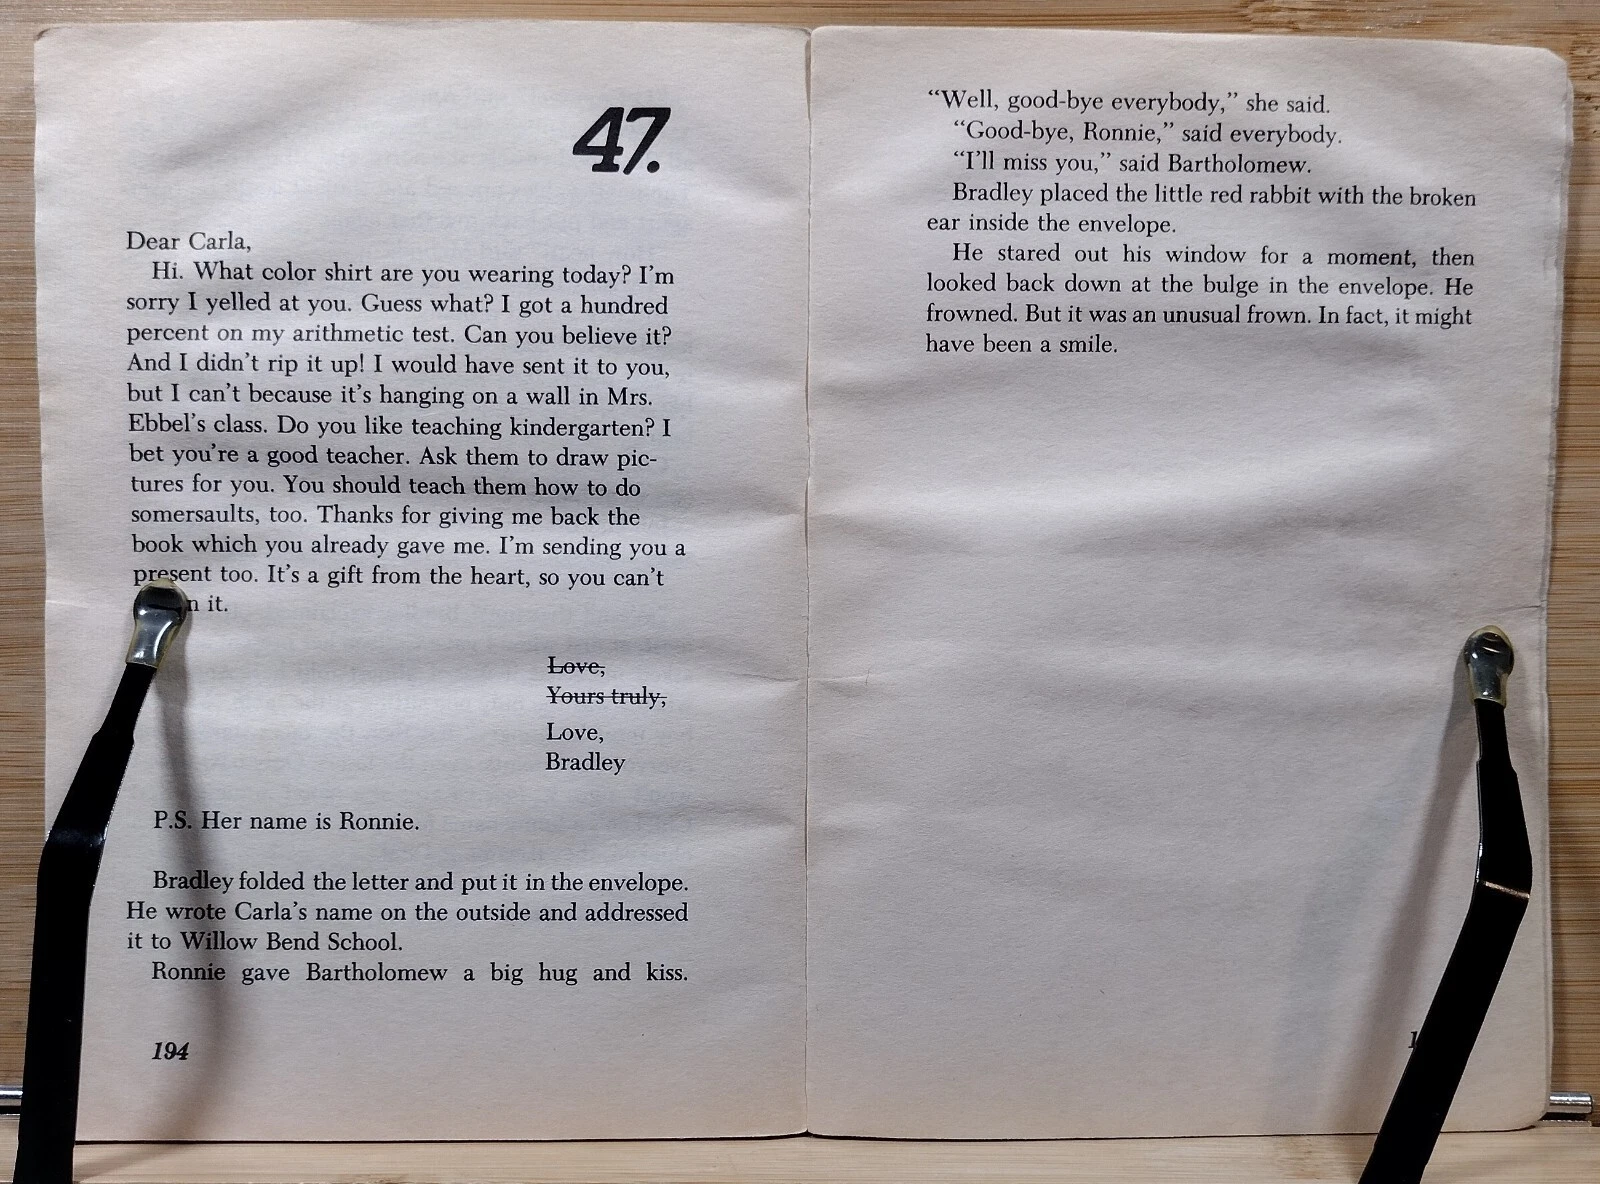 47.
Dear Carla,
Hi. What color shirt are you wearing today? I'm
sorry I yelled at you. Guess what? I got a hundred
percent on my arithmetic test. Can you believe it?
And I didn't rip it up! I would have sent it to you,
but I can't because it's hanging on a wall in Mrs.
Ebbel's class. Do you like teaching kindergarten? I
bet you're a good teacher. Ask them to draw pic-
tures for you. You should teach them how to do
somersaults, too. Thanks for giving me back the
book which you already gave me. I'm sending you a
present too. It's a gift from the heart, so you can't
it.
Love,
Yours truly,
Love,
Bradley
P.S. Her name is Ronnie.
Bradley folded the letter and put it in the envelope.
He wrote Carla's name on the outside and addressed
it to Willow Bend School.
Ronnie gave Bartholomew a big hug and kiss.
194
“Well, good-bye everybody,” she said.
“Good-bye, Ronnie,” said everybody.
“I'll miss you,” said Bartholomew.
Bradley placed the little red rabbit with the broken
ear inside the envelope.
He stared out his window for a moment, then
looked back down at the bulge in the envelope. He
frowned. But it was an unusual frown. In fact, it might
have been a smile.